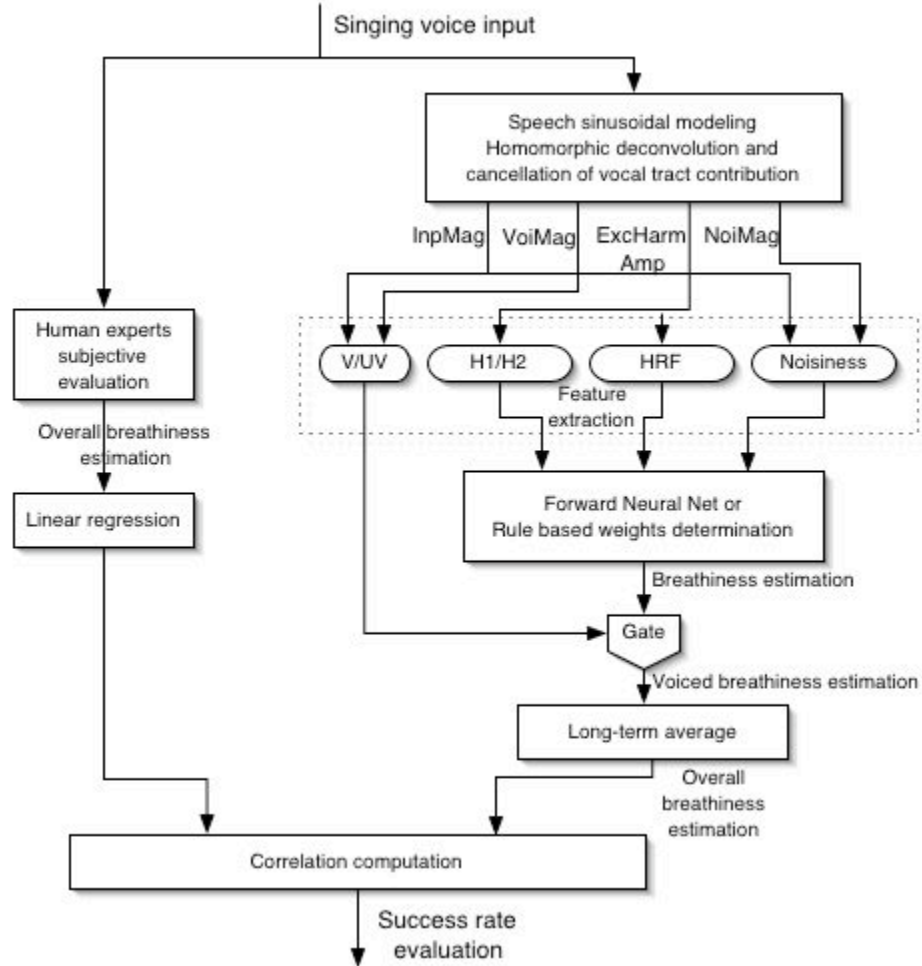 Singing voice input
Speech sinusoidal modeling
Homomorphic deconvolution and
cancellation of vocal tract contribution
InpMag VoiMag ExcHarm NoiMag
Amp
Human experts
subjective
evaluation
V/UV H1/H2 HRF Noisiness
Feature
extraction
Overall breathiness
estimation
Linear regression
Forward Neural Net or
Rule based weights determination
Breathiness estimation
Gate
Voiced breathiness estimation
Long-term average
Overall
breathiness
estimation
Correlation computation
Success rate
evaluation